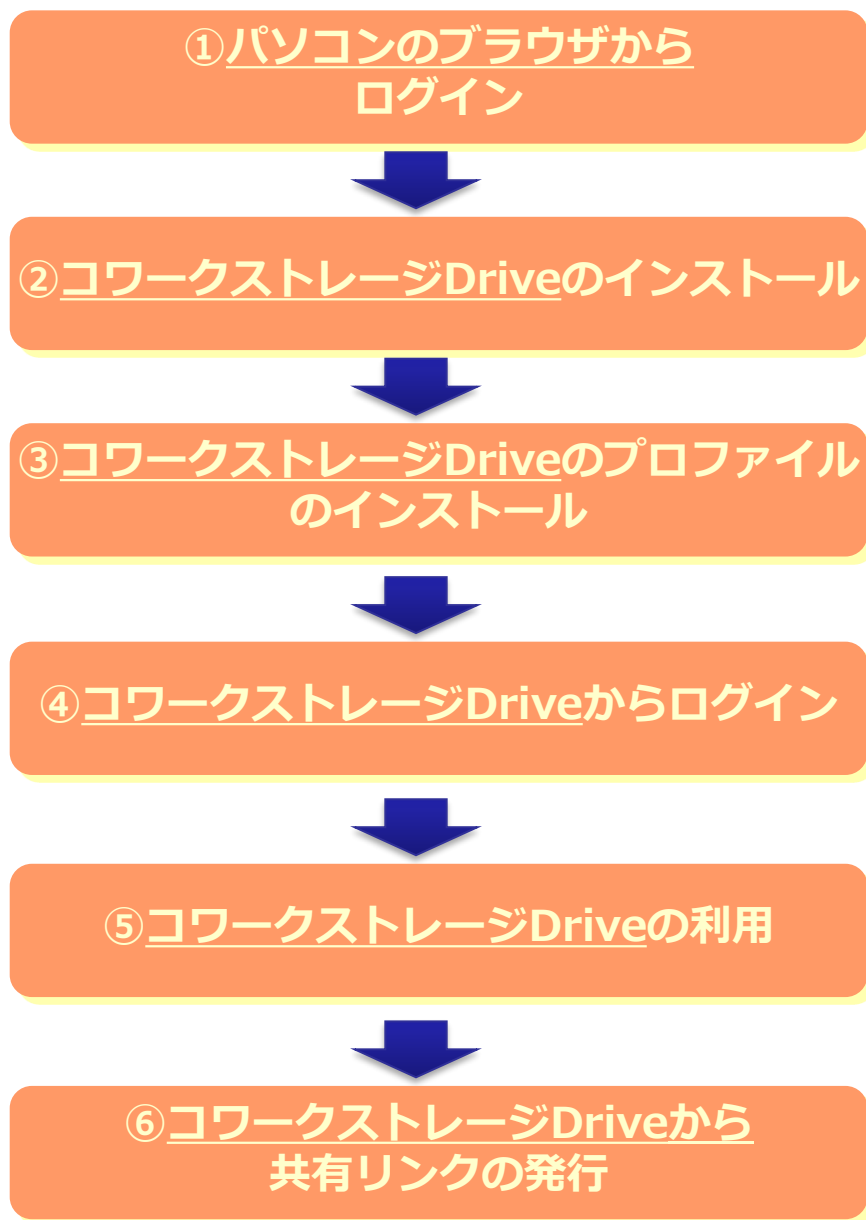 ①パソコンのブラウザから
ログイン
②コワークストレージDriveのインストール
③コワークストレージDriveのプロファイル
のインストール
④コワークストレージDriveからログイン
⑤コワークストレージDriveの利用
⑥コワークストレージDriveから
共有リンクの発行